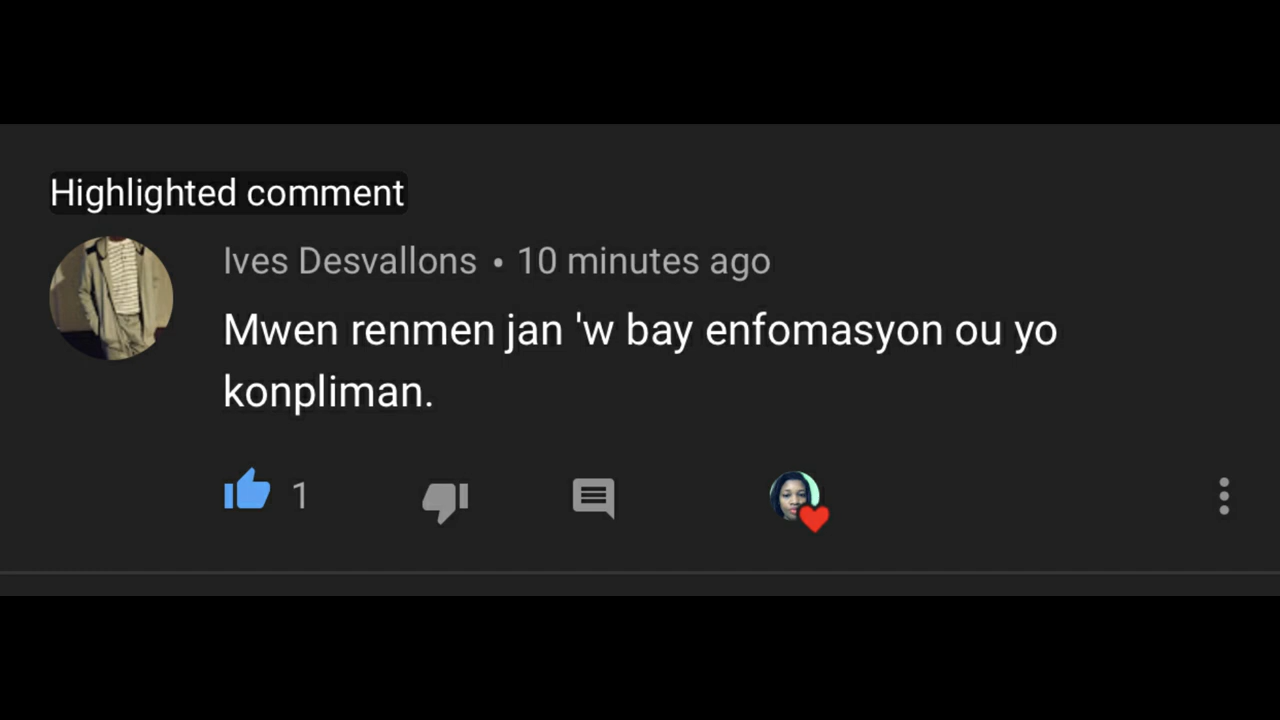 Highlighted comment
Ives Desvallons • 10 minutes ago
Mwen renmen jan 'w bay enfomasyon ou yo
konpliman.
1